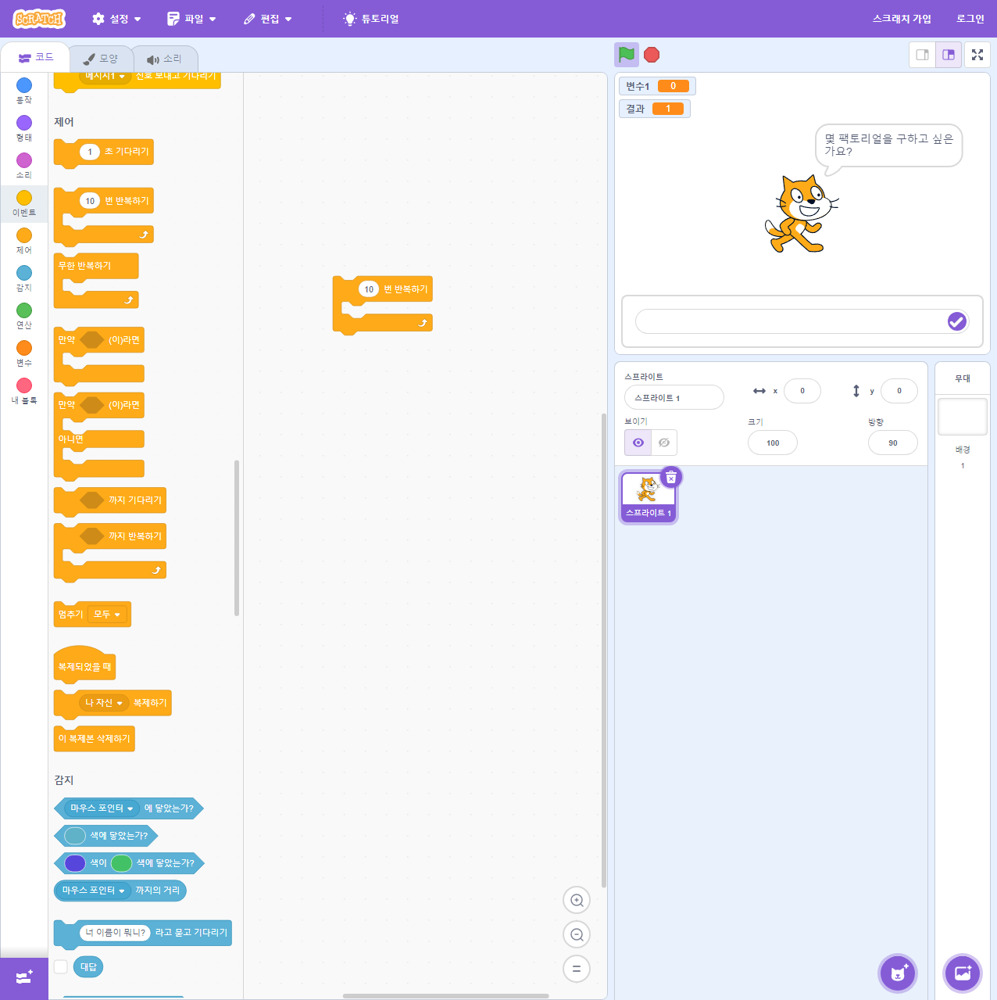 SCRATCH
설정
파일
편집
튜토리얼
스크래치 가입
로그인
코드
모양
소리
동작
형태
소리
이벤트
제어
감지
연산
변수
내 블록
메시지1 신호 보내고 기다리기
제어
1 초 기다리기
10 번 반복하기
무한 반복하기
만약 (이)라면
만약 (이)라면
아니면
까지 기다리기
까지 반복하기
멈추기 모두
복제되었을 때
나 자신 복제하기
이 복제본 삭제하기
감지
마우스 포인터 에 닿았는가?
색에 닿았는가?
색이 색에 닿았는가?
마우스 포인터 까지의 거리
너 이름이 뭐니? 라고 묻고 기다리기
대답
10 번 반복하기
변수1 0
결과 1
몇 팩토리얼을 구하고 싶은
가요?
스프라이트
스프라이트 1
x 0
y 0
보이기
크기
100
방향
90
스프라이트 1
무대
배경
1